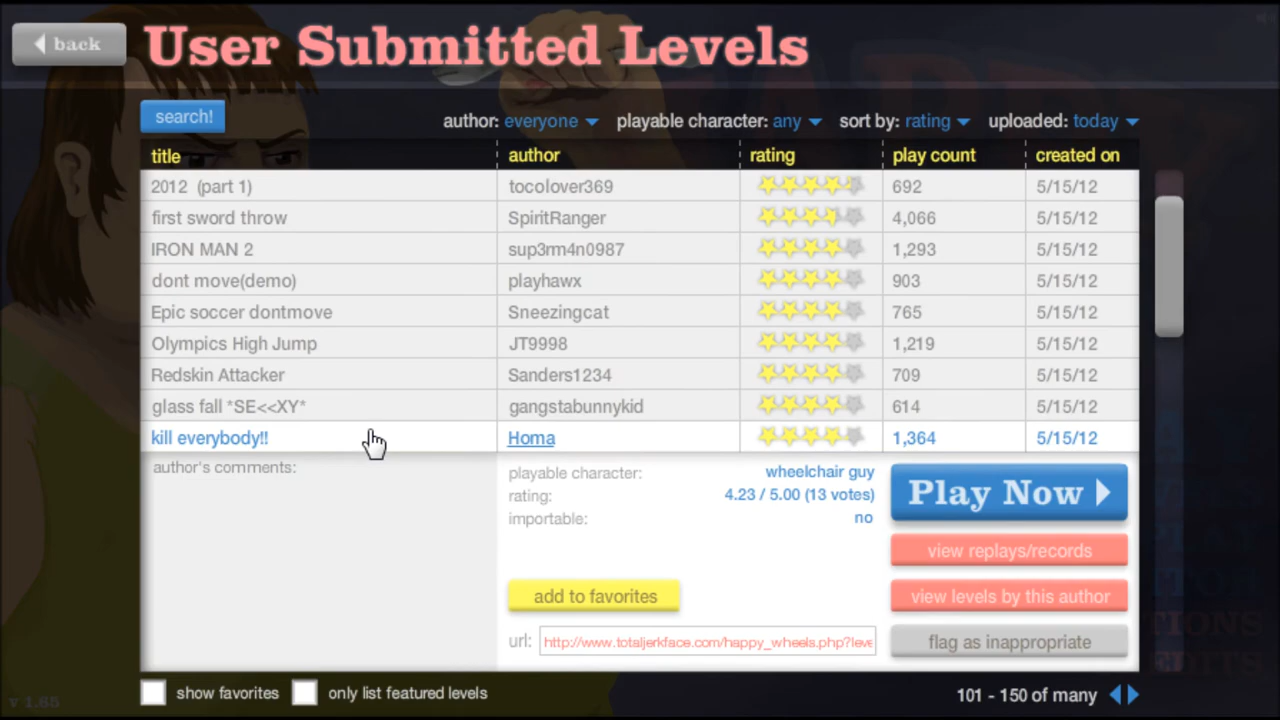 back
User Submitted Levels
search!
author: everyone playable character: any sort by: rating uploaded: today
title author rating play count created on
2012 (part 1) tocolover369 692 5/15/12
first sword throw SpiritRanger 4,066 5/15/12
IRON MAN 2 sup3rm4n0987 1,293 5/15/12
dont move(demo) playhawx 903 5/15/12
Epic soccer dontmove Sneezingcat 765 5/15/12
Olympics High Jump JT9998 1,219 5/15/12
Redskin Attacker Sanders1234 709 5/15/12
glass fall *SE<<XY* gangstabunnykid 614 5/15/12
kill everybody!! Homa 1,364 5/15/12
author's comments:
playable character: wheelchair guy
rating: 4.23 / 5.00 (13 votes)
importable: no
Play Now
view replays/records
add to favorites
view levels by this author
url: http://www.totaljerkface.com/happy_wheels.php?leve
flag as inappropriate
show favorites only list featured levels
101 - 150 of many
v 1.65